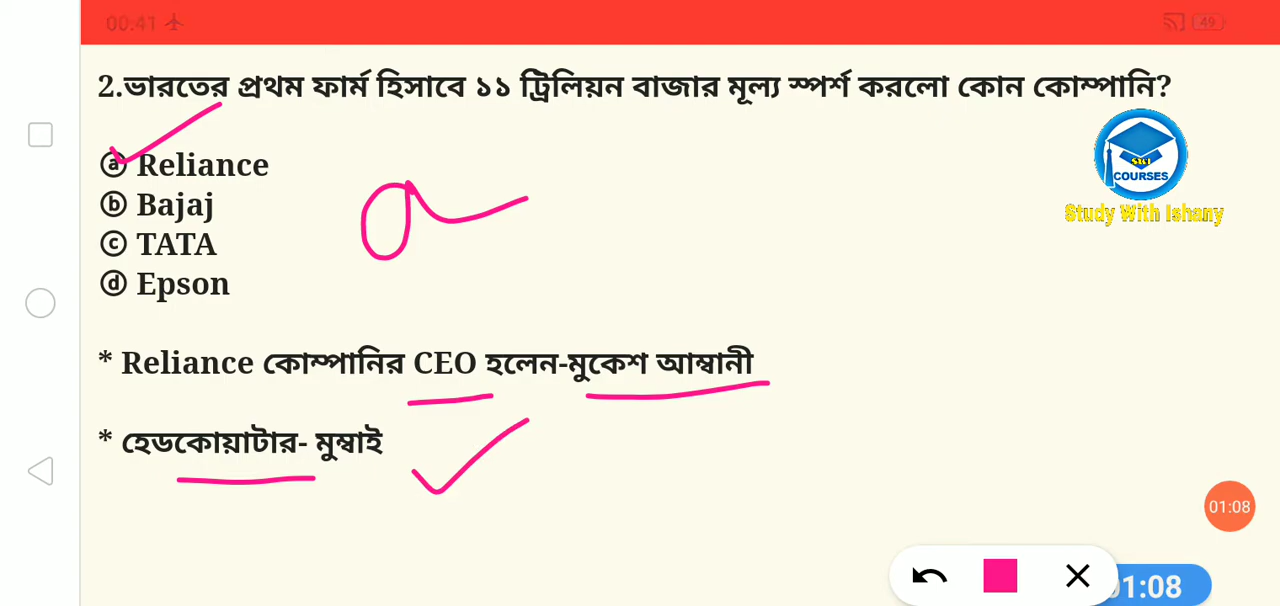 00:41
49
2.ভারতের প্রথম ফার্ম হিসাবে ১১ ট্রিলিয়ন বাজার মূল্য স্পর্শ করলো কোন কোম্পানি?
ⓐ Reliance
ⓑ Bajaj
ⓒ TATA
ⓓ Epson
a
COURSES
Study With Ishany
* Reliance কোম্পানির CEO হলেন-মুকেশ আম্বানী
* হেডকোয়াটার- মুম্বাই
01:08
01:08